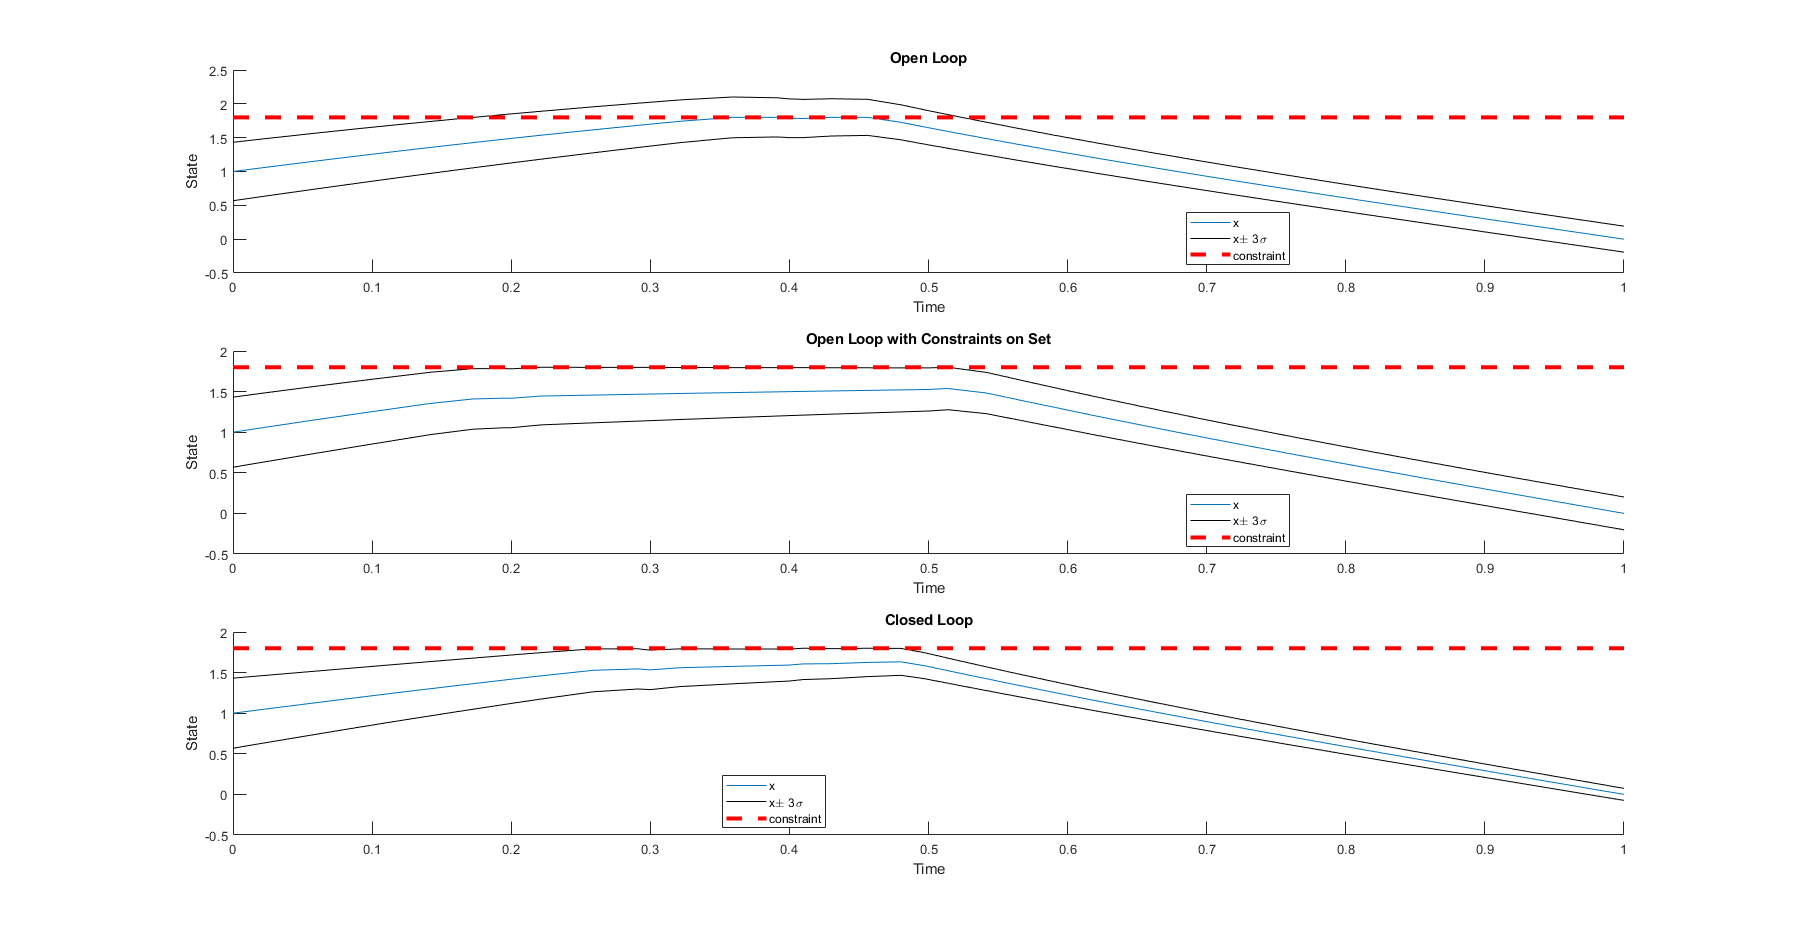 Open Loop
2.5
2
1.5
1
0.5
0
-0.5
State
0 0.1 0.2 0.3 0.4 0.5 0.6 0.7 0.8 0.9 1
Time
x
x± 3σ
constraint
Open Loop with Constraints on Set
2
1.5
1
0.5
0
-0.5
State
0 0.1 0.2 0.3 0.4 0.5 0.6 0.7 0.8 0.9 1
Time
x
x± 3σ
constraint
Closed Loop
2
1.5
1
0.5
0
-0.5
State
0 0.1 0.2 0.3 0.4 0.5 0.6 0.7 0.8 0.9 1
Time
x
x± 3σ
constraint